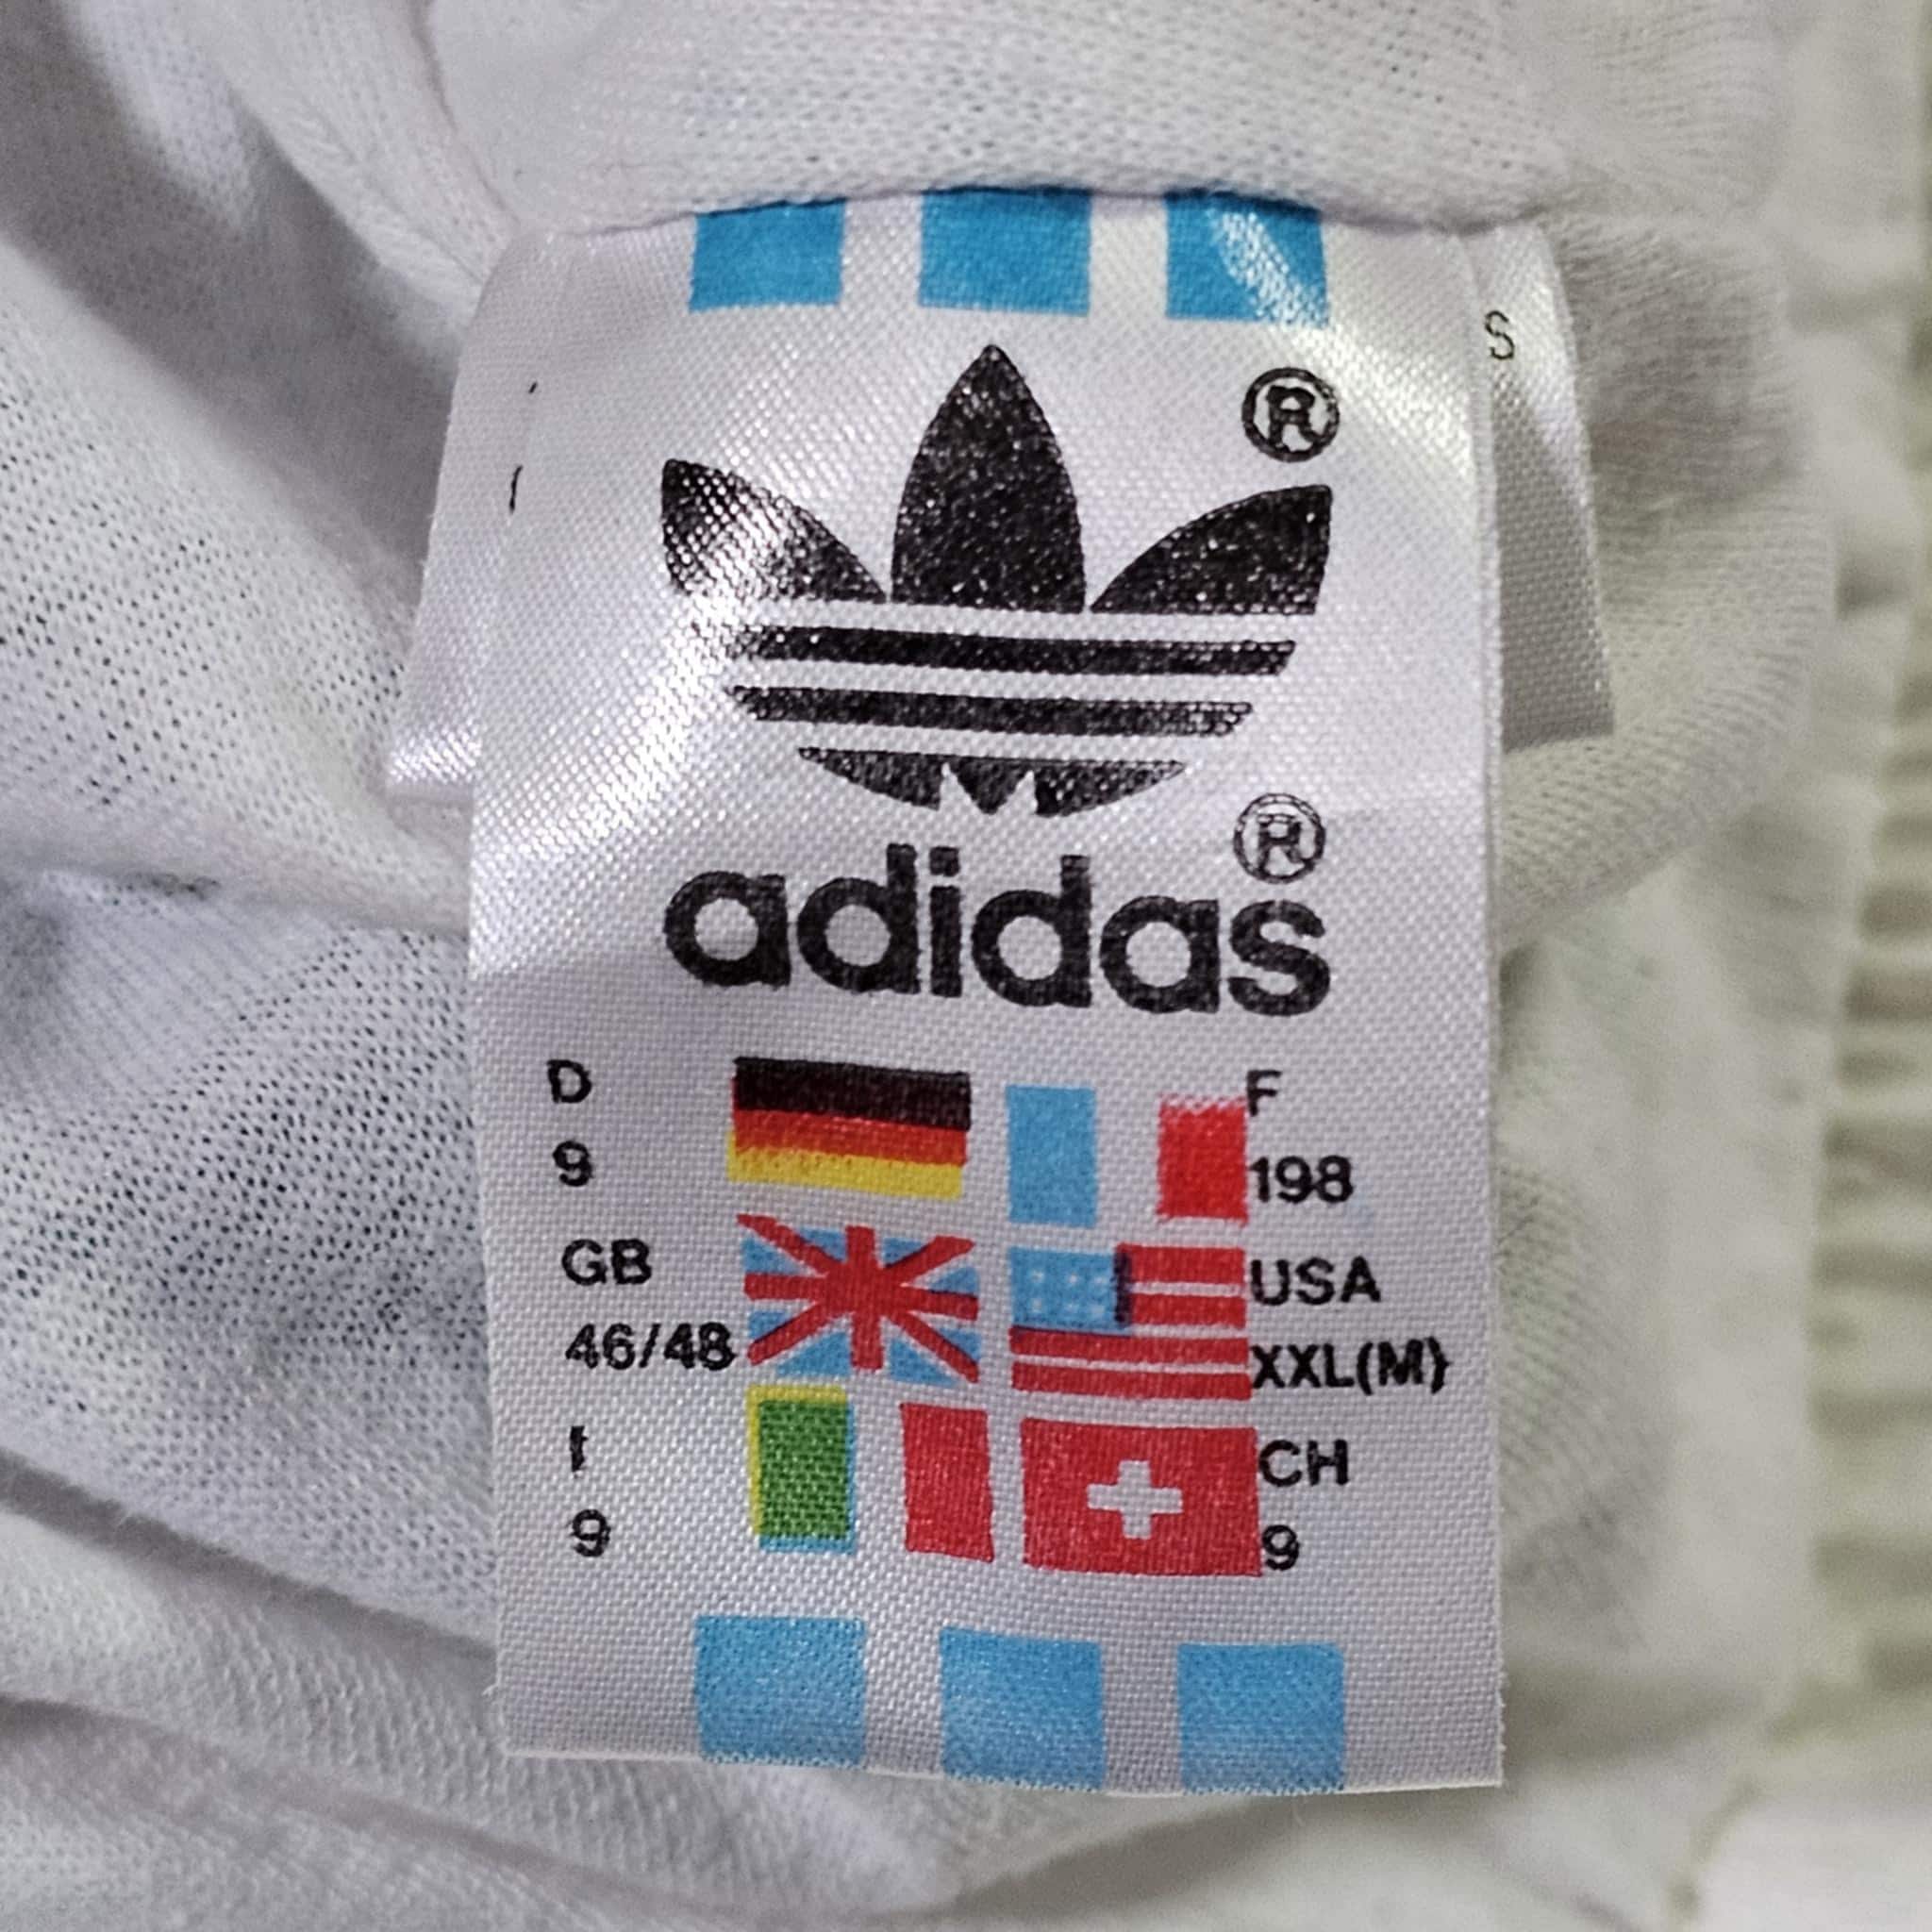 S
®
®
adidas
D F
9 198
GB USA
46/48 XXL(M)
I CH
9 9